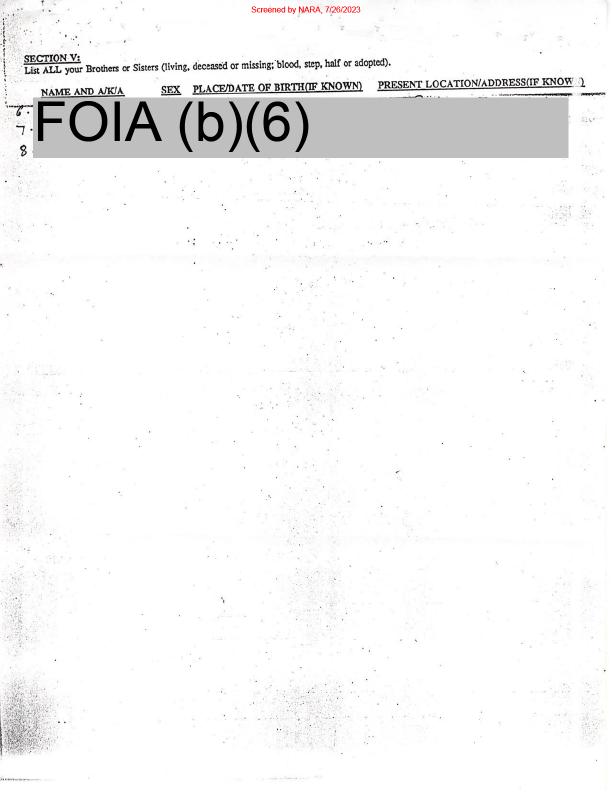 Screened by NARA, 7/26/2023
SECTION V:
List ALL your Brothers or Sisters (living, deceased or missing; blood, step, half or adopted).
NAME AND A/K/A SEX PLACE/DATE OF BIRTH(IF KNOWN) PRESENT LOCATION/ADDRESS(IF KNOW )
6.
7.
8
FOIA (b)(6)